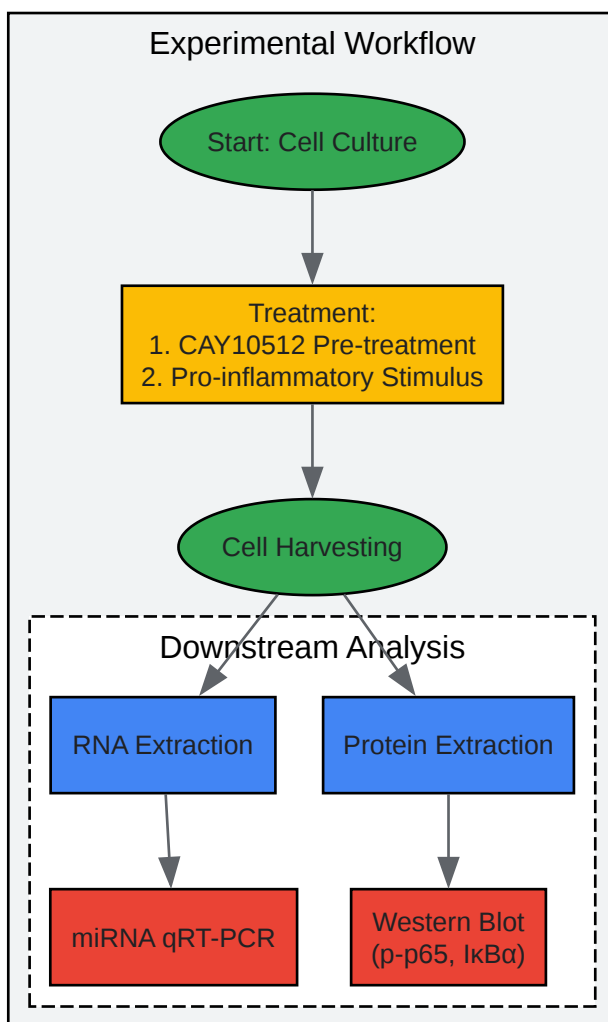 Experimental Workflow
Start: Cell Culture
Treatment:
1. CAY10512 Pre-treatment
2. Pro-inflammatory Stimulus
Cell Harvesting
Downstream Analysis
RNA Extraction
Protein Extraction
miRNA qRT-PCR
Western Blot
(p-p65, IκBα)